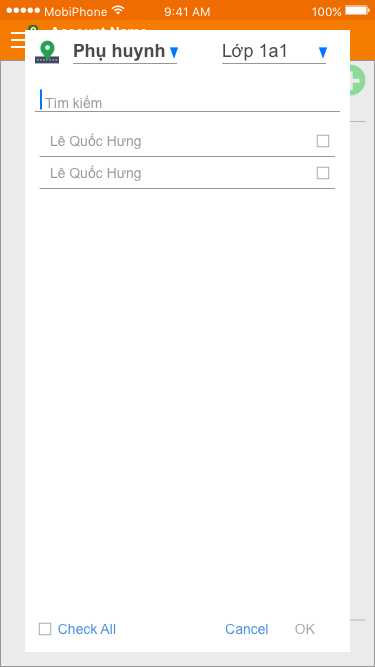 MobiPhone 9:41 AM 100%
Account Name
Phụ huynh Lớp 1a1
Tìm kiếm
Lê Quốc Hưng
Lê Quốc Hưng
Check All Cancel OK